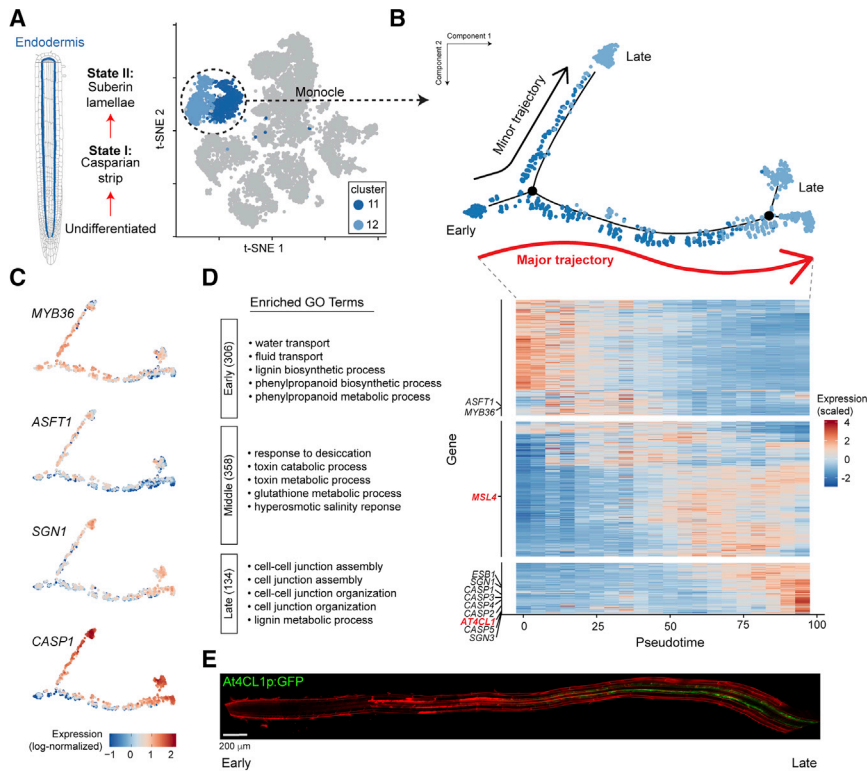 A
Endodermis
State II:
Suberin
lamellae
State I:
Casparian
strip
Undifferentiated
t-SNE 2
t-SNE 1
Monocle
cluster
11
12
B
Component 1
Component 2
Late
Minor trajectory
Early
Late
Major trajectory
C
MYB36
ASFT1
SGN1
CASP1
Expression
(log-normalized)
−1 0 1 2
D
Enriched GO Terms
Early (306)
• water transport
• fluid transport
• lignin biosynthetic process
• phenylpropanoid biosynthetic process
• phenylpropanoid metabolic process
Middle (358)
• response to desiccation
• toxin catabolic process
• toxin metabolic process
• glutathione metabolic process
• hyperosmotic salinity reponse
Late (134)
• cell-cell junction assembly
• cell junction assembly
• cell-cell junction organization
• cell junction organization
• lignin metabolic process
ASFT1
MYB36
Gene
MSL4
ESB1
SGN1
CASP1
CASP3
CASP4
CASP2
AT4CL1
CASP5
SGN3
0 25 50 75 100
Pseudotime
Expression
(scaled)
4
2
0
−2
E
At4CL1p:GFP
200 μm
Early
Late